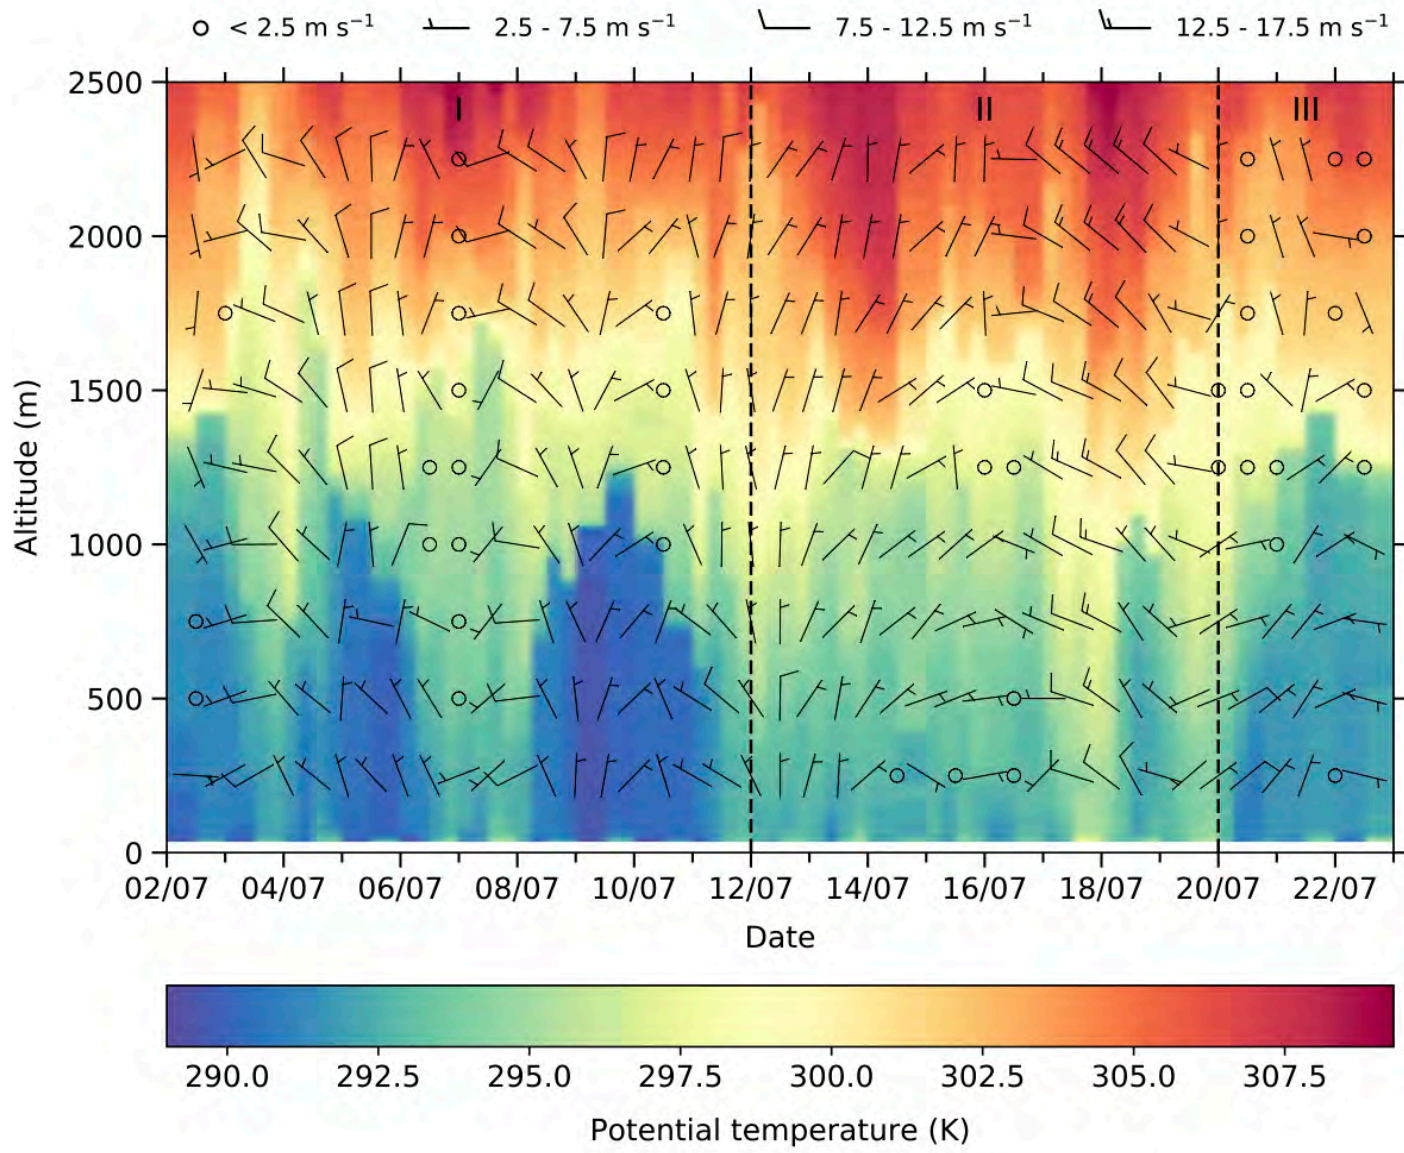 < 2.5 m s⁻¹ 2.5 - 7.5 m s⁻¹ 7.5 - 12.5 m s⁻¹ 12.5 - 17.5 m s⁻¹
I II III
2500
2000
1500
1000
500
0
Altitude (m)
02/07 04/07 06/07 08/07 10/07 12/07 14/07 16/07 18/07 20/07 22/07
Date
290.0 292.5 295.0 297.5 300.0 302.5 305.0 307.5
Potential temperature (K)